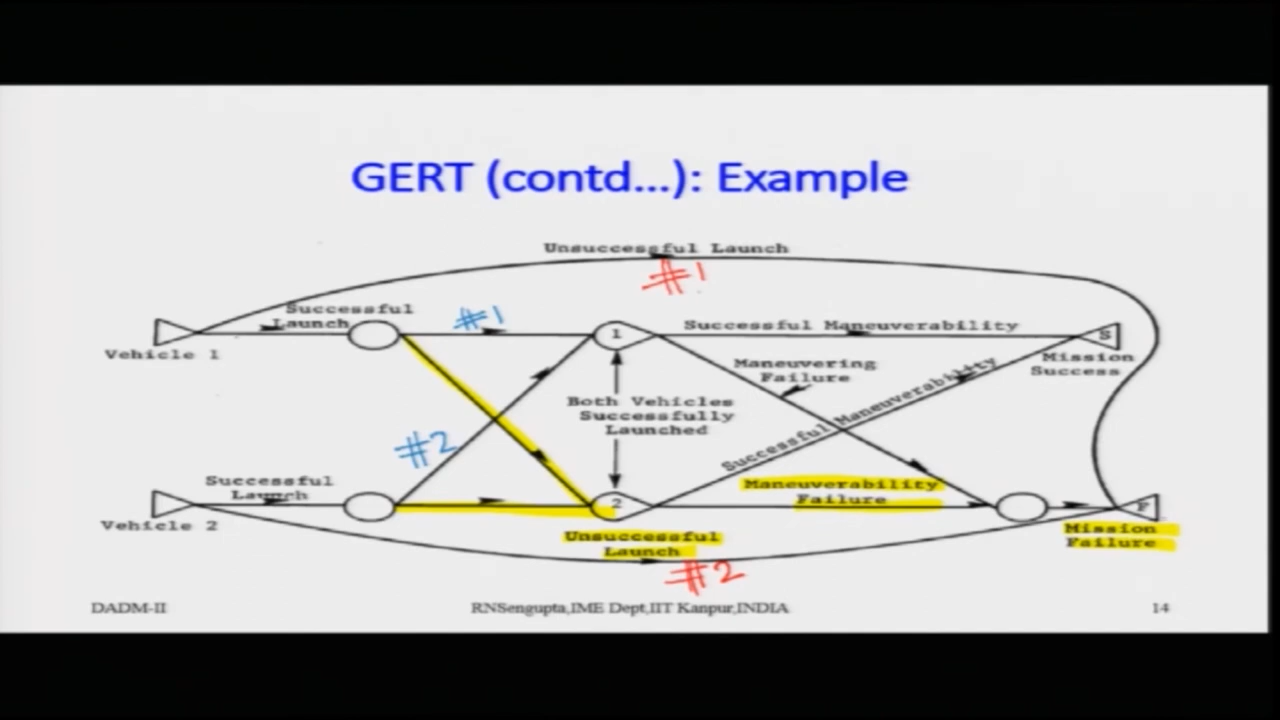 GERT (contd...): Example
Unsuccessful Launch
#1
Successful
Launch
#1
1
Successful Maneuverability
S
Vehicle 1
Mission
Success
Maneuvering
Failure
Both Vehicles
Successfully
Launched
#2
Successful Maneuverability
Successful
Launch
Maneuverability
Failure
2
F
Vehicle 2
Unsuccessful
Launch
Mission
Failure
#2
DADM-II
RNSengupta,IME Dept,IIT Kanpur,INDIA
14